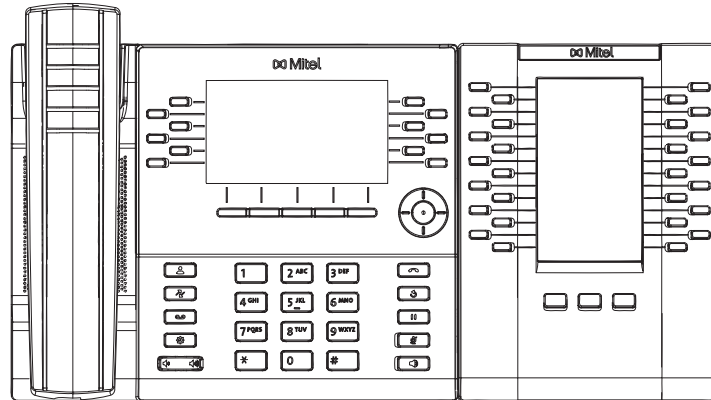 Mitel
Mitel
1 2 ABC 3 DEF
4 GHI 5 JKL 6 MNO
7 PQRS 8 TUV 9 WXYZ
* 0 #